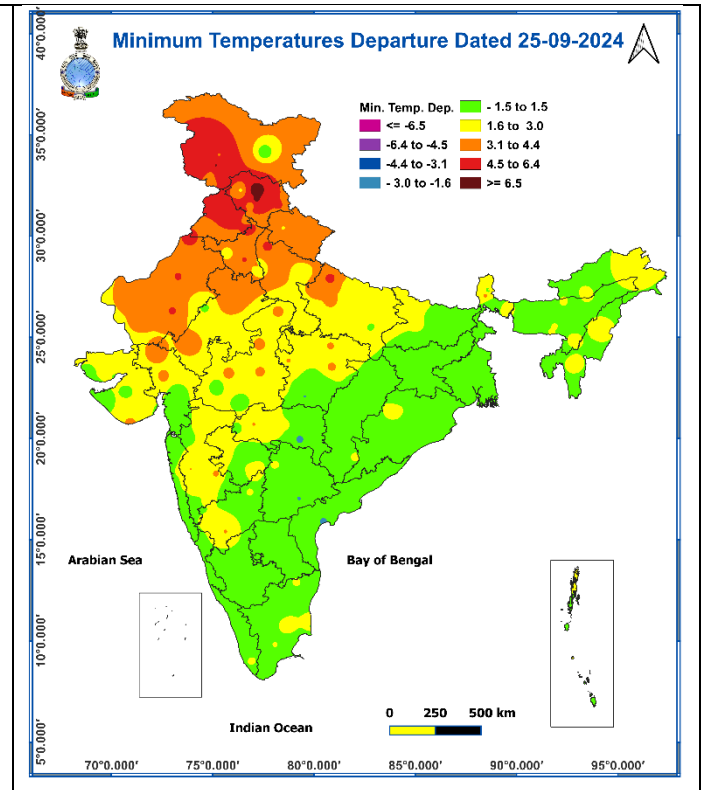 Minimum Temperatures Departure Dated 25-09-2024
Min. Temp. Dep.
<= -6.5
-6.4 to -4.5
-4.4 to -3.1
- 3.0 to -1.6
- 1.5 to 1.5
1.6 to 3.0
3.1 to 4.4
4.5 to 6.4
>= 6.5
40°0.000'
35°0.000'
30°0.000'
25°0.000'
20°0.000'
15°0.000'
10°0.000'
5°0.000'
Arabian Sea
Bay of Bengal
Indian Ocean
0 250 500 km
70°0.000' 75°0.000' 80°0.000' 85°0.000' 90°0.000' 95°0.000'